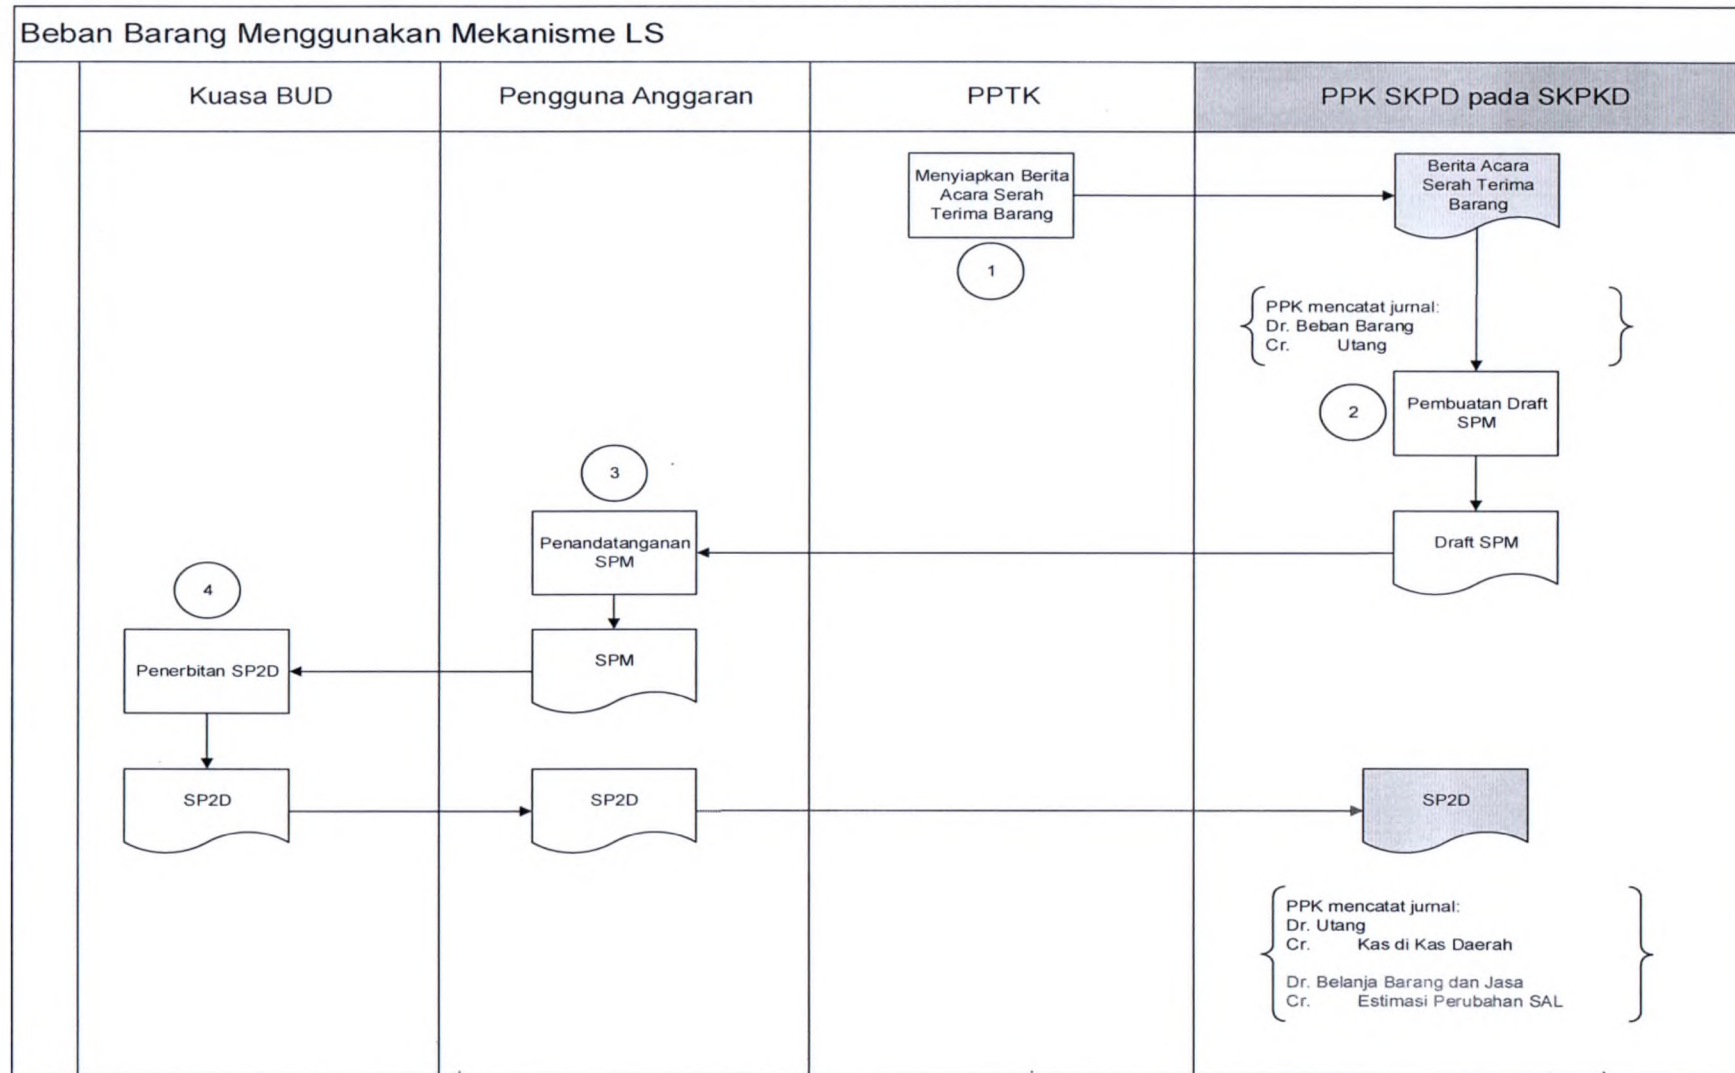 Beban Barang Menggunakan Mekanisme LS
Kuasa BUD
Pengguna Anggaran
PPTK
PPK SKPD pada SKPKD
Menyiapkan Berita
Acara Serah
Terima Barang
Berita Acara
Serah Terima
Barang
1
PPK mencatat jurnal:
Dr. Beban Barang
Cr. Utang
2
Pembuatan Draft
SPM
3
Penandatanganan
SPM
Draft SPM
4
Penerbitan SP2D
SPM
SP2D
SP2D
SP2D
PPK mencatat jurnal:
Dr. Utang
Cr. Kas di Kas Daerah
Dr. Belanja Barang dan Jasa
Cr. Estimasi Perubahan SAL